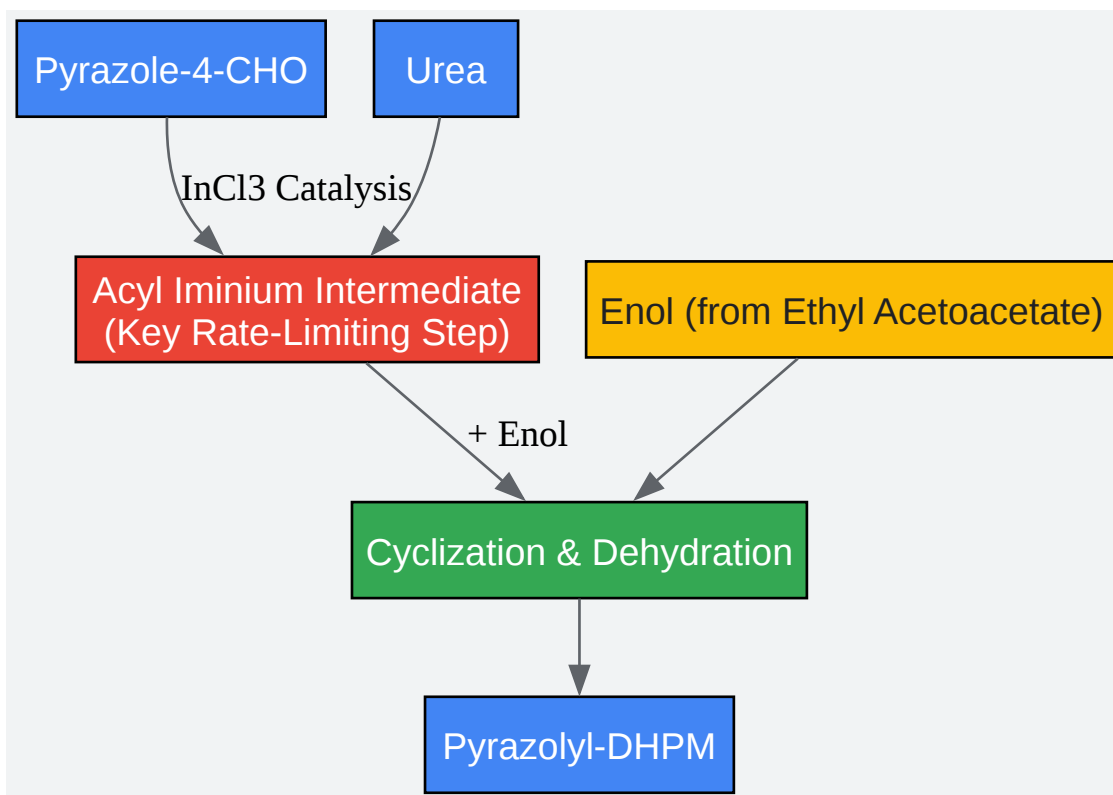 Pyrazole-4-CHO
Urea
InCl3 Catalysis
Acyl Iminium Intermediate
(Key Rate-Limiting Step)
Enol (from Ethyl Acetoacetate)
+ Enol
Cyclization & Dehydration
Pyrazolyl-DHPM